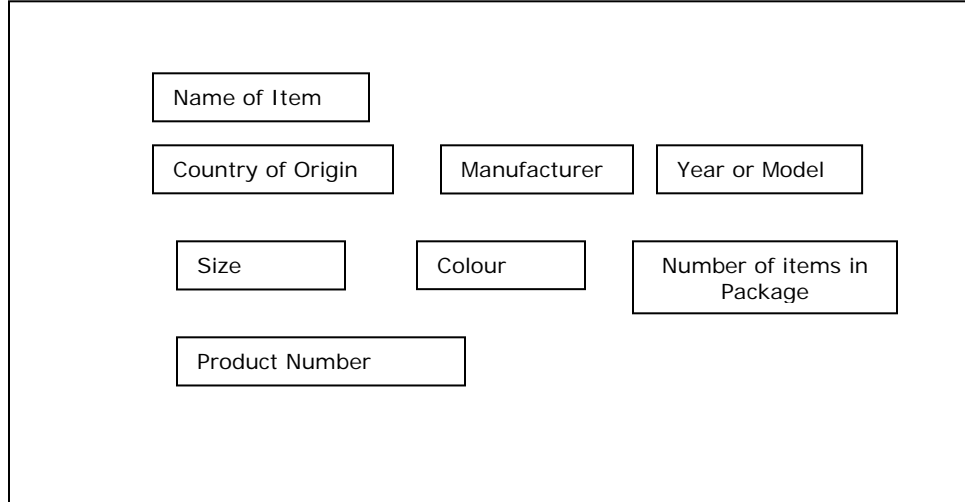 Name of Item
Country of Origin
Manufacturer
Year or Model
Size
Colour
Number of items in
Package
Product Number